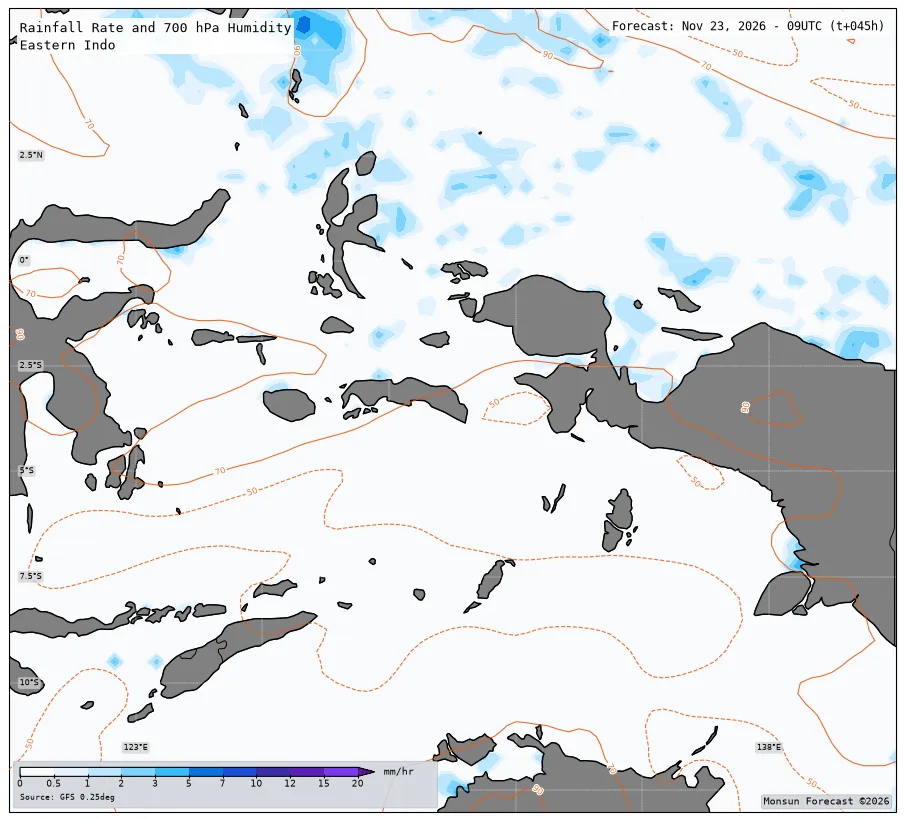 Rainfall Rate and 700 hPa Humidity
Eastern Indo
Forecast: Nov 23, 2026 - 09UTC (t+045h)
90
90
50
70
50
70
2.5°N
0°
70
70
90
2.5°S
50
90
5°S
70
50
50
7.5°S
10°S
50
123°E
138°E
70
50
90
0 0.5 1 2 3 5 7 10 12 15 20 mm/hr
Source: GFS 0.25deg
Monsun Forecast ©2026